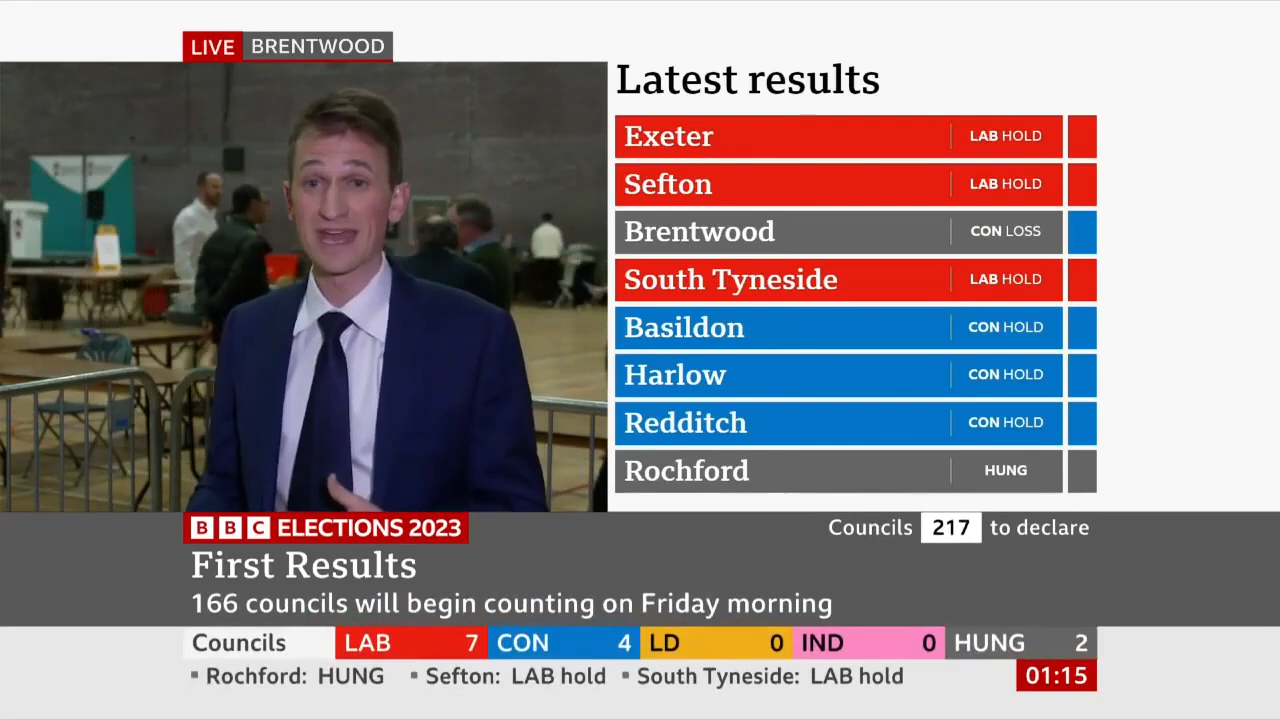 LIVE BRENTWOOD
Latest results
Exeter LAB HOLD
Sefton LAB HOLD
Brentwood CON LOSS
South Tyneside LAB HOLD
Basildon CON HOLD
Harlow CON HOLD
Redditch CON HOLD
Rochford HUNG
BBC ELECTIONS 2023
Councils 217 to declare
First Results
166 councils will begin counting on Friday morning
Councils LAB 7 CON 4 LD 0 IND 0 HUNG 2
▪ Rochford: HUNG ▪ Sefton: LAB hold ▪ South Tyneside: LAB hold 01:15